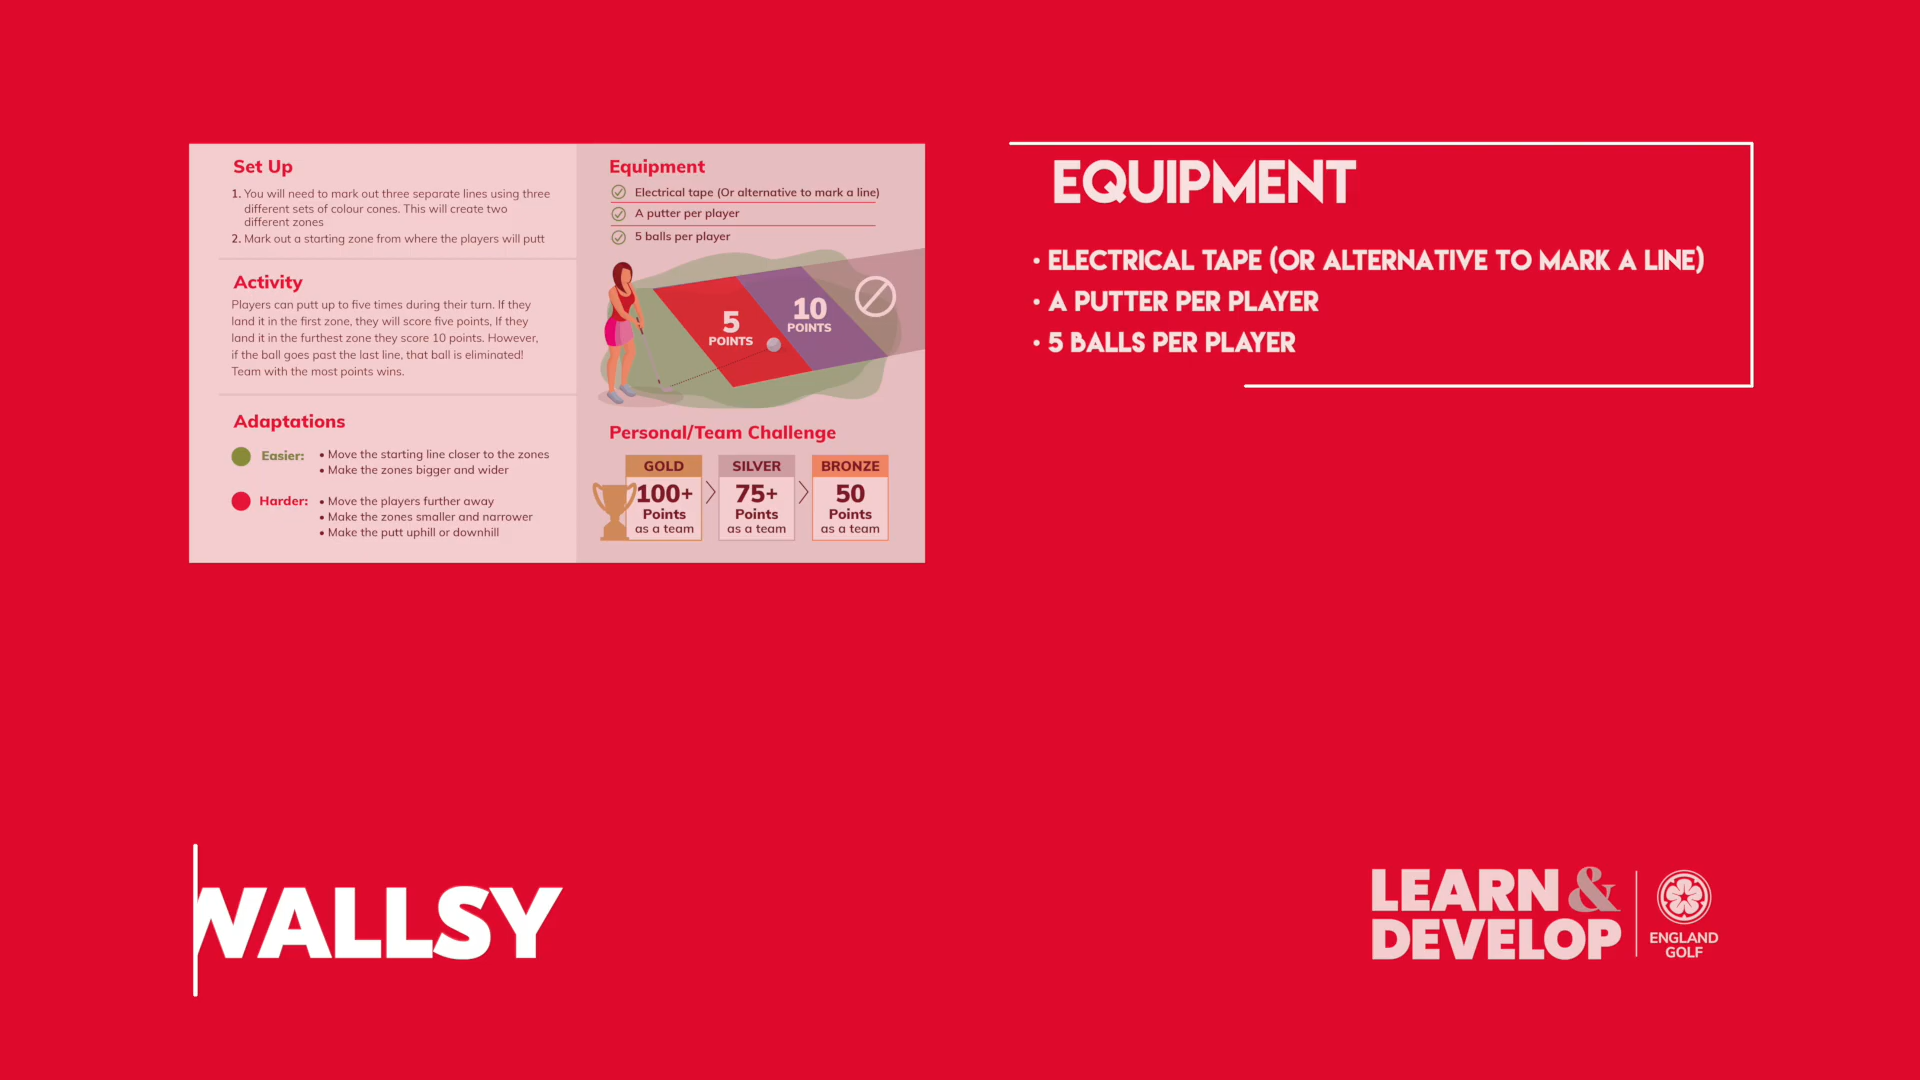 Set Up
1. You will need to mark out three separate lines using three
different sets of colour cones. This will create two
different zones
2. Mark out a starting zone from where the players will putt
Activity
Players can putt up to five times during their turn. If they
land it in the first zone, they will score five points, If they
land it in the furthest zone they score 10 points. However,
if the ball goes past the last line, that ball is eliminated!
Team with the most points wins.
Adaptations
Easier: • Move the starting line closer to the zones
• Make the zones bigger and wider
Harder: • Move the players further away
• Make the zones smaller and narrower
• Make the putt uphill or downhill
Equipment
Electrical tape (Or alternative to mark a line)
A putter per player
5 balls per player
5
POINTS
10
POINTS
Personal/Team Challenge
GOLD
100+
Points
as a team
SILVER
75+
Points
as a team
BRONZE
50
Points
as a team
EQUIPMENT
• ELECTRICAL TAPE (OR ALTERNATIVE TO MARK A LINE)
• A PUTTER PER PLAYER
• 5 BALLS PER PLAYER
WALLSY
LEARN &
DEVELOP
ENGLAND
GOLF